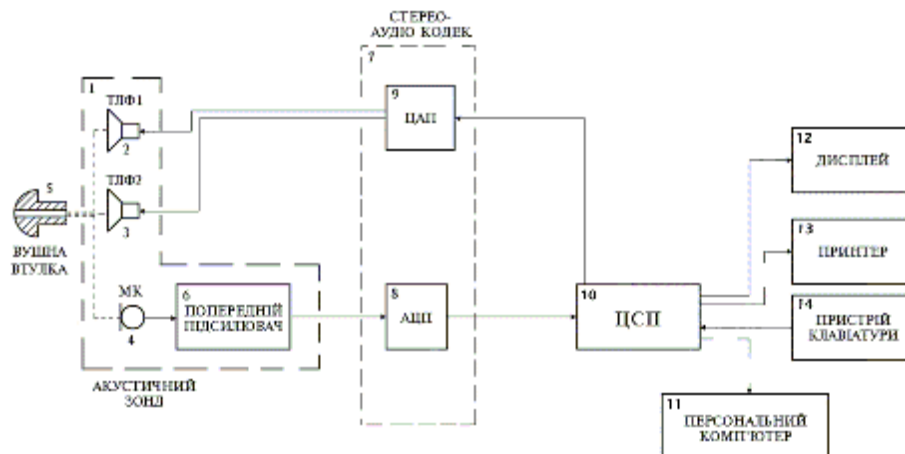 СТЕРЕО-
АУДІО КОДЕК
7
1
ТЛФ1
2
9
ЦАП
12
ДИСПЛЕЙ
5
ТЛФ2
3
ВУШНА
ВТУЛКА
13
ПРИНТЕР
МК
4
6
ПОПЕРЕДНІЙ
ПІДСИЛЮВАЧ
8
АЦП
10
ЦСП
14
ПРИСТРІЙ
КЛАВІАТУРИ
АКУСТИЧНИЙ
ЗОНД
11
ПЕРСОНАЛЬНИЙ
КОМП'ЮТЕР